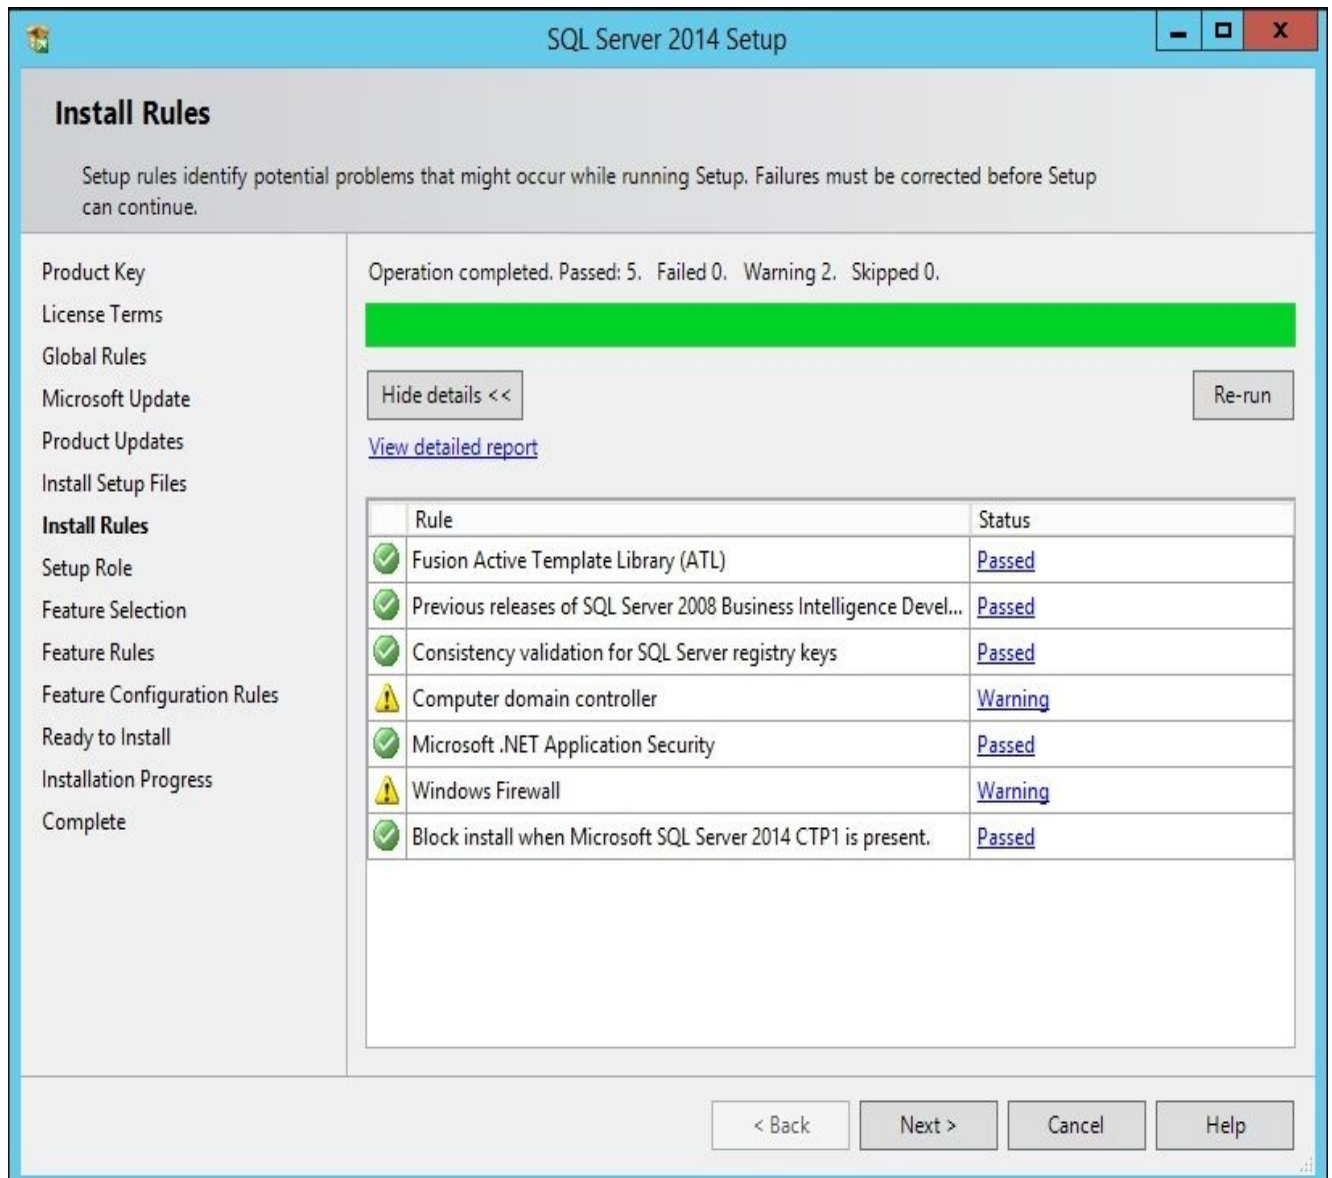 SQL Server 2014 Setup
Install Rules
Setup rules identify potential problems that might occur while running Setup. Failures must be corrected before Setup
can continue.
Product Key
License Terms
Global Rules
Microsoft Update
Product Updates
Install Setup Files
Install Rules
Setup Role
Feature Selection
Feature Rules
Feature Configuration Rules
Ready to Install
Installation Progress
Complete
Operation completed. Passed: 5. Failed 0. Warning 2. Skipped 0.
Hide details <<
Re-run
View detailed report
Rule Status
Fusion Active Template Library (ATL) Passed
Previous releases of SQL Server 2008 Business Intelligence Devel... Passed
Consistency validation for SQL Server registry keys Passed
Computer domain controller Warning
Microsoft .NET Application Security Passed
Windows Firewall Warning
Block install when Microsoft SQL Server 2014 CTP1 is present. Passed
< Back Next > Cancel Help